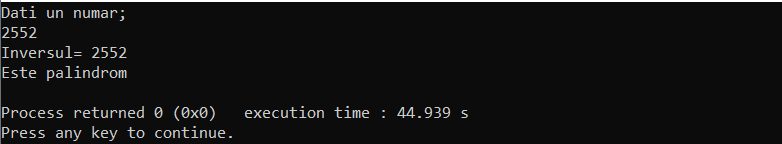 Dati un numar;
2552
Inversul= 2552
Este palindrom
Process returned 0 (0x0)   execution time : 44.939 s
Press any key to continue.